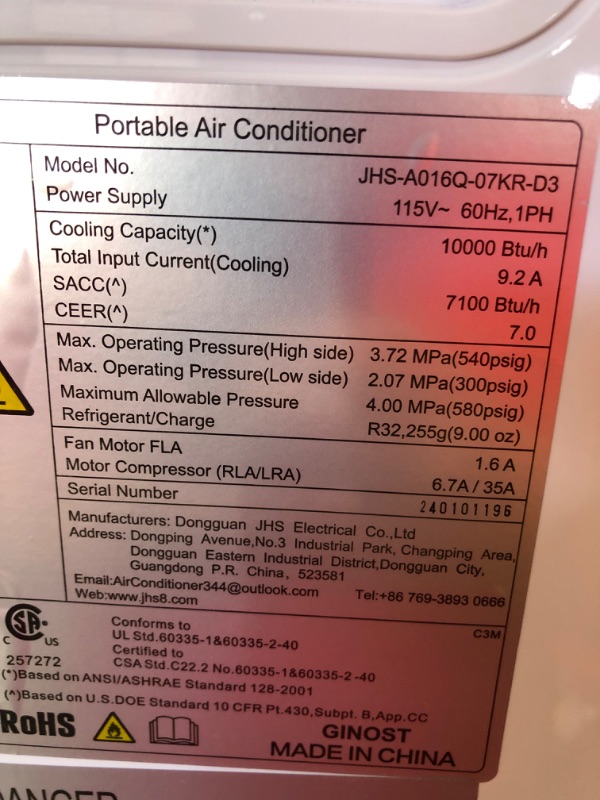 Portable Air Conditioner
Model No. JHS-A016Q-07KR-D3
Power Supply 115V~ 60Hz,1PH
Cooling Capacity(*) 10000 Btu/h
Total Input Current(Cooling) 9.2 A
SACC(^) 7100 Btu/h
CEER(^) 7.0
Max. Operating Pressure(High side) 3.72 MPa(540psig)
Max. Operating Pressure(Low side) 2.07 MPa(300psig)
Maximum Allowable Pressure 4.00 MPa(580psig)
Refrigerant/Charge R32,255g(9.00 oz)
Fan Motor FLA 1.6 A
Motor Compressor (RLA/LRA) 6.7A / 35A
Serial Number 240101196
Manufacturers: Dongguan JHS Electrical Co.,Ltd
Address: Dongping Avenue,No.3 Industrial Park, Changping Area,
Dongguan Eastern Industrial District,Dongguan City,
Guangdong P.R. China, 523581
Email:AirConditioner344@outlook.com
Web:www.jhs8.com Tel:+86 769-3893 0666
C3M
CSA
C US
257272
Conforms to
UL Std.60335-1&60335-2-40
Certified to
CSA Std.C22.2 No.60335-1&60335-2-40
(*)Based on ANSI/ASHRAE Standard 128-2001
(^)Based on U.S.DOE Standard 10 CFR Pt.430,Subpt. B,App.CC
RoHS
GINOST
MADE IN CHINA